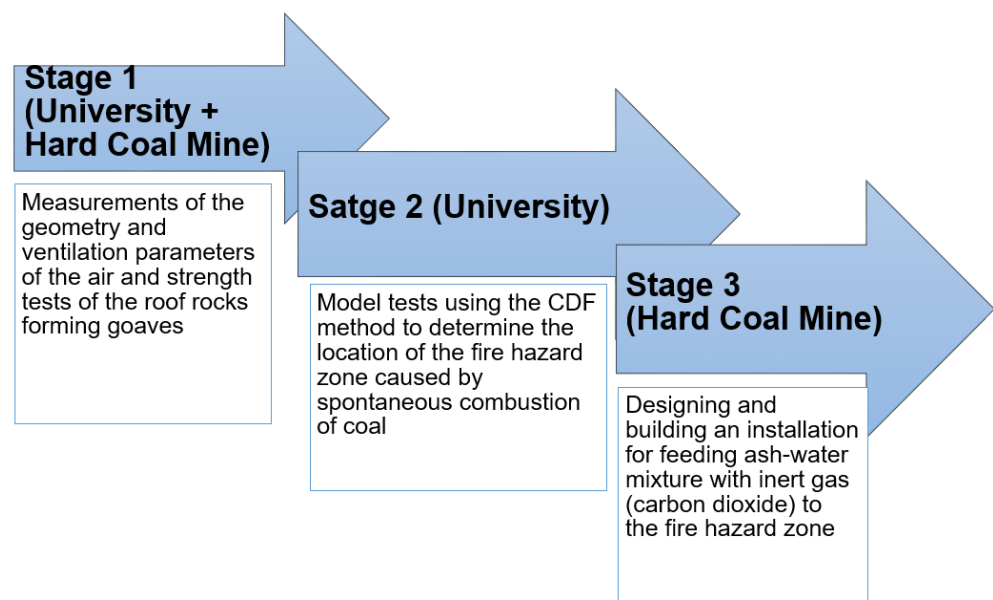 Stage 1
(University +
Hard Coal Mine)
Measurements of the
geometry and
ventilation parameters
of the air and strength
tests of the roof rocks
forming goaves
Satge 2 (University)
Model tests using the CDF
method to determine the
location of the fire hazard
zone caused by
spontaneous combustion
of coal
Stage 3
(Hard Coal Mine)
Designing and
building an installation
for feeding ash-water
mixture with inert gas
(carbon dioxide) to
the fire hazard zone